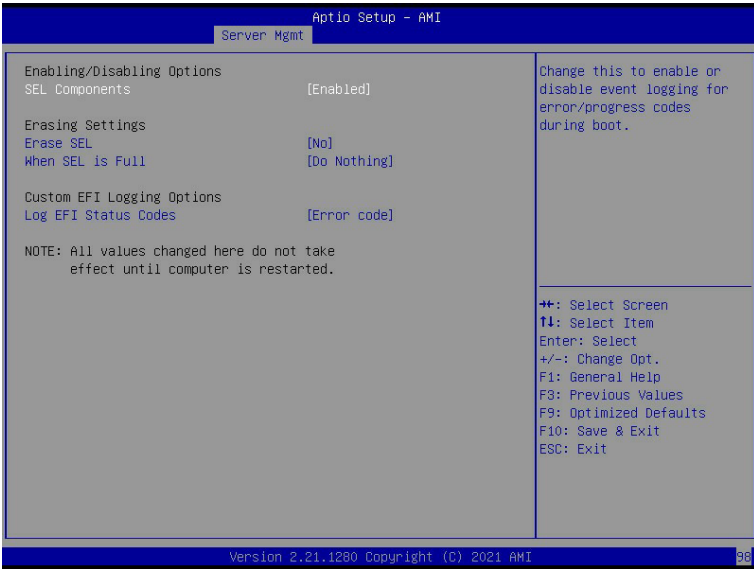 Aptio Setup – AMI
Server Mgmt
Enabling/Disabling Options
SEL Components [Enabled]
Erasing Settings
Erase SEL [No]
When SEL is Full [Do Nothing]
Custom EFI Logging Options
Log EFI Status Codes [Error code]
NOTE: All values changed here do not take
effect until computer is restarted.
Change this to enable or
disable event logging for
error/progress codes
during boot.
→←: Select Screen
↑↓: Select Item
Enter: Select
+/-: Change Opt.
F1: General Help
F3: Previous Values
F9: Optimized Defaults
F10: Save & Exit
ESC: Exit
Version 2.21.1280 Copyright (C) 2021 AMI
98